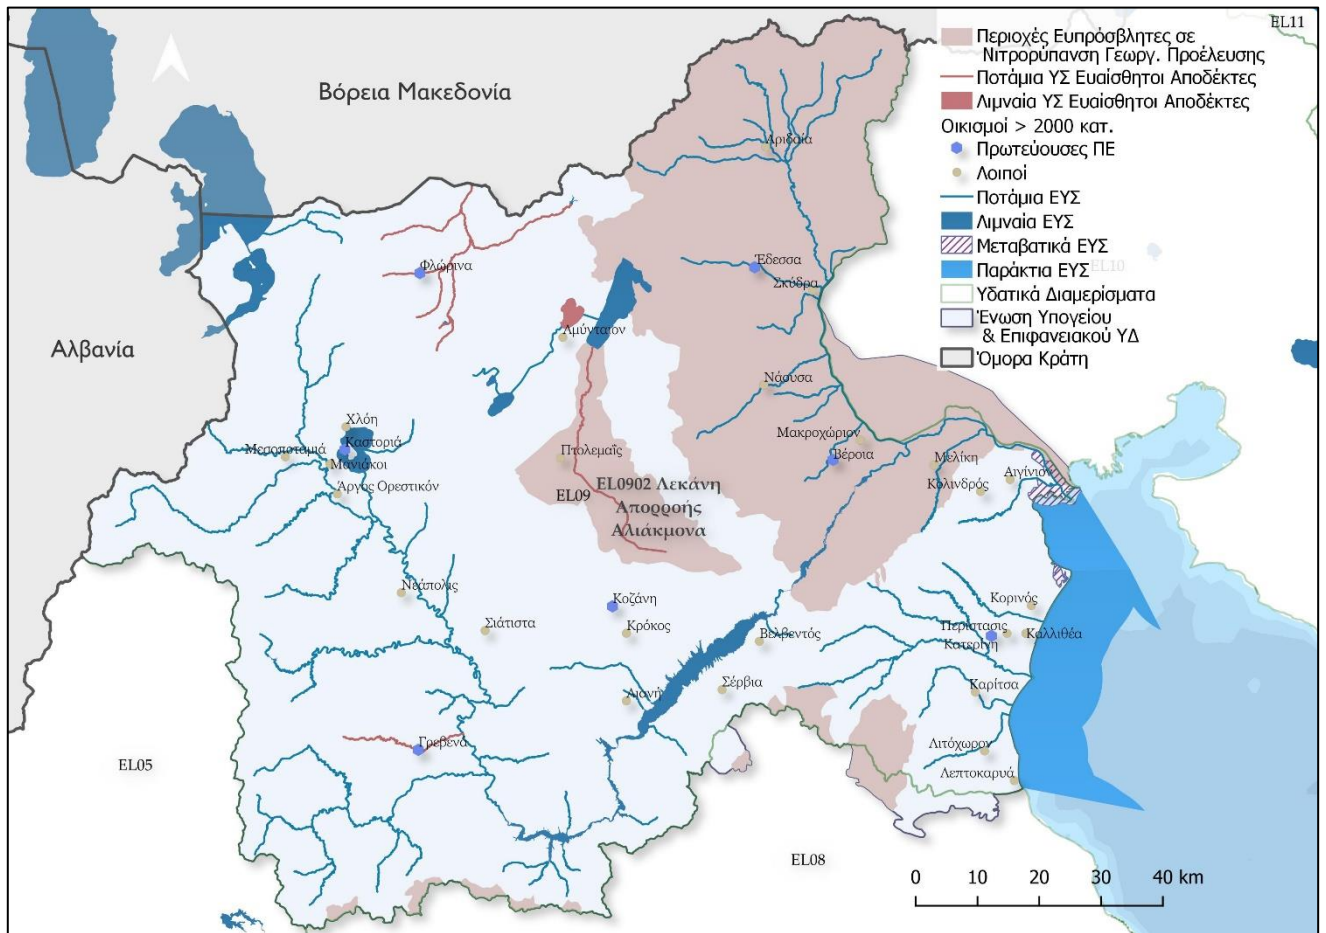 EL11
Περιοχές Ευπρόσβλητες σε
Νιτρορύπανση Γεωργ. Προέλευσης
Ποτάμια ΥΣ Ευαίσθητοι Αποδέκτες
Λιμναία ΥΣ Ευαίσθητοι Αποδέκτες
Οικισμοί > 2000 κατ.
Πρωτεύουσες ΠΕ
Λοιποί
Ποτάμια ΕΥΣ
Λιμναία ΕΥΣ
Μεταβατικά ΕΥΣ
Παράκτια ΕΥΣ
EL10
Υδατικά Διαμερίσματα
Ένωση Υπογείου
& Επιφανειακού ΥΔ
Όμορα Κράτη
Βόρεια Μακεδονία
Αλβανία
Αριδαία
Φλώρινα
Έδεσσα
Σκύδρα
Αμύνταιον
Νάουσα
Χλόη
Καστοριά
Μεσοποταμιά
Μανιάκοι
Άργος Ορεστικόν
Πτολεμαΐς
Μακροχώριον
Βέροια
Μελίκη
Κολινδρός
Αιγίνιον
EL09
EL0902 Λεκάνη
Απορροής
Αλιάκμονα
Νεάπολις
Σιάτιστα
Κοζάνη
Κρόκος
Βελβεντός
Κορινός
Περίστασις
Καλλιθέα
Κατερίνη
Αιανή
Σέρβια
Καρίτσα
Γρεβενά
Λιτόχωρον
Λεπτοκαρυά
EL05
EL08
0 10 20 30 40 km